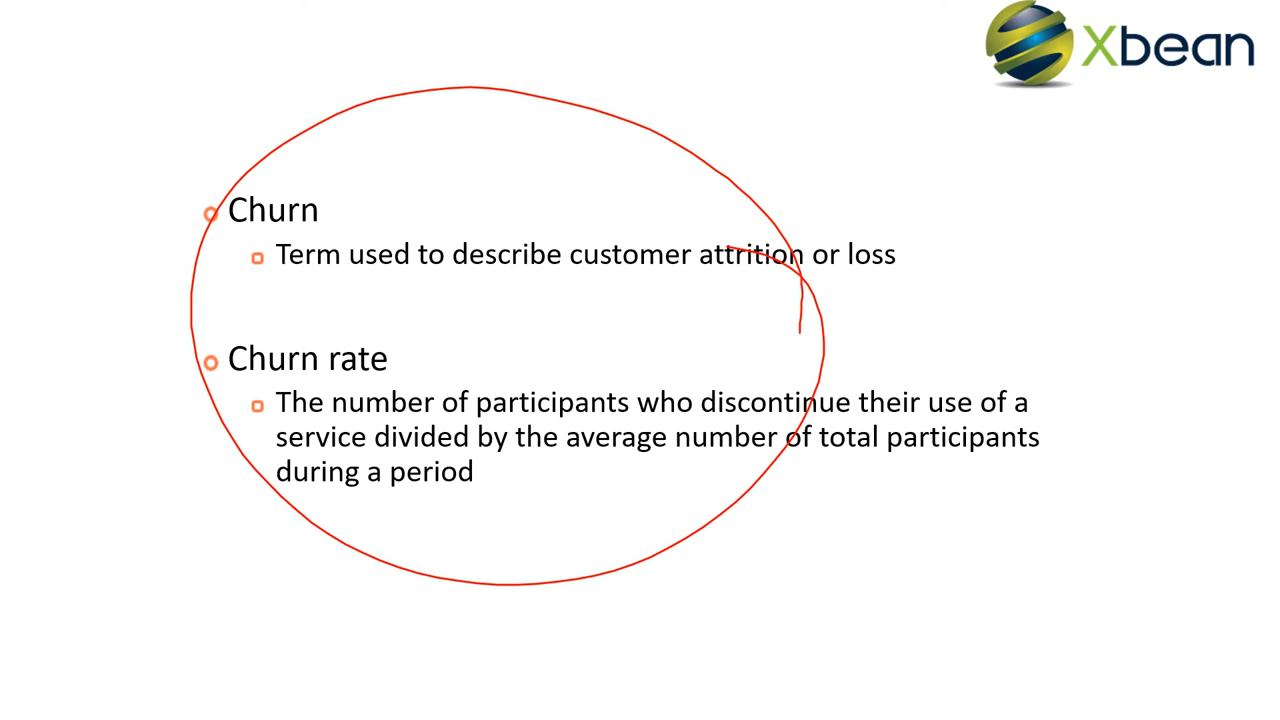 Xbean
Churn
Term used to describe customer attrition or loss
Churn rate
The number of participants who discontinue their use of a
service divided by the average number of total participants
during a period